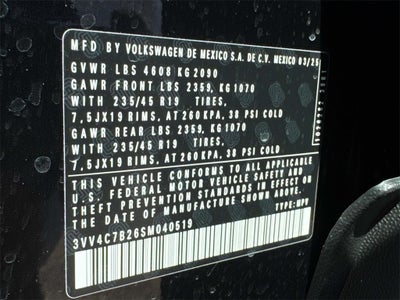 MFD BY VOLKSWAGEN DE MEXICO S.A. DE C.V. MEXICO 03/25
GVWR LBS 4608 KG 2090
GAWR FRONT LBS 2359, KG 1070
WITH 235/45 R19 TIRES,
7,5JX19 RIMS, AT 260 KPA, 38 PSI COLD
GAWR REAR LBS 2359, KG 1070
WITH 235/45 R19 TIRES,
7,5JX19 RIMS, AT 260 KPA, 38 PSI COLD
THIS VEHICLE CONFORMS TO ALL APPLICABLE
U.S. FEDERAL MOTOR VEHICLE SAFETY AND
THEFT PREVENTION STANDARDS IN EFFECT ON
THE DATE OF MANUFACTURE SHOWN ABOVE.
3VV4C7B26SM040519 TYPE: MPV